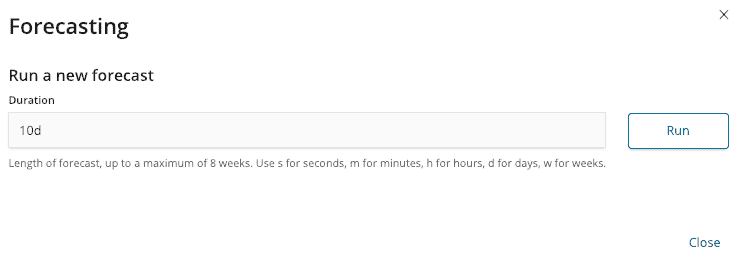 Forecasting
Run a new forecast
Duration
10d
Run
Length of forecast, up to a maximum of 8 weeks. Use s for seconds, m for minutes, h for hours, d for days, w for weeks.
Close